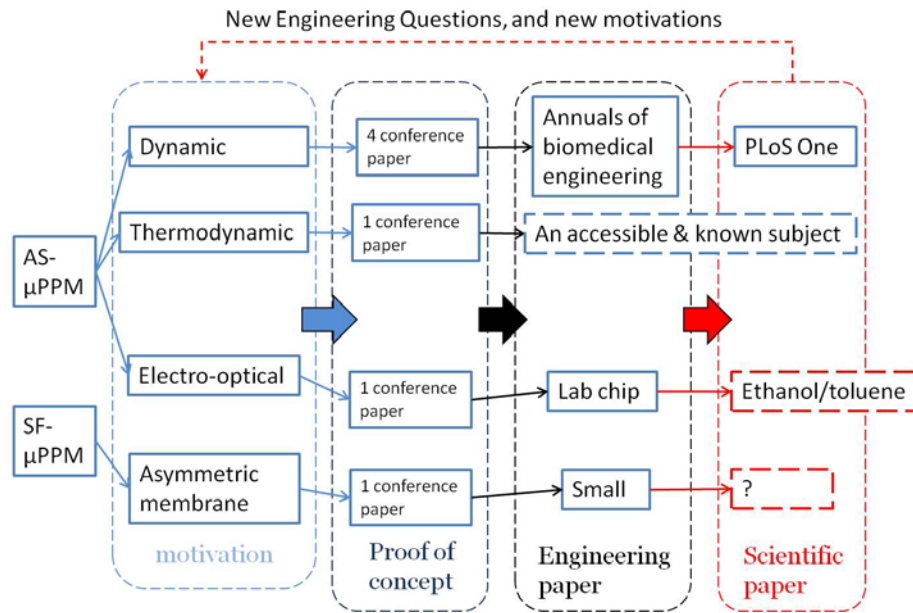 New Engineering Questions, and new motivations
AS-
μPPM
SF-
μPPM
Dynamic
Thermodynamic
Electro-optical
Asymmetric
membrane
motivation
4 conference
paper
1 conference
paper
1 conference
paper
1 conference
paper
Proof of
concept
Annuals of
biomedical
engineering
An accessible & known subject
Lab chip
Small
Engineering
paper
PLoS One
Ethanol/toluene
?
Scientific
paper